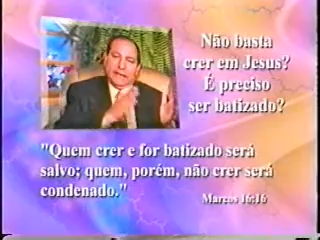 Não basta
crer em Jesus?
É preciso
ser batizado?
"Quem crer e for batizado será
salvo; quem, porém, não crer será
condenado."
Marcos 16:16